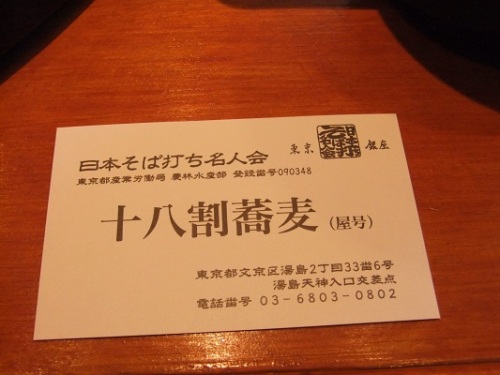 日本そば打ち名人会
東京 銀座
東京都産業労働局 農林水産部 登録番号090348
十八割蕎麦(屋号)
東京都文京区湯島2丁目33番6号
湯島天神入口交差点
電話番号 03-6803-0802